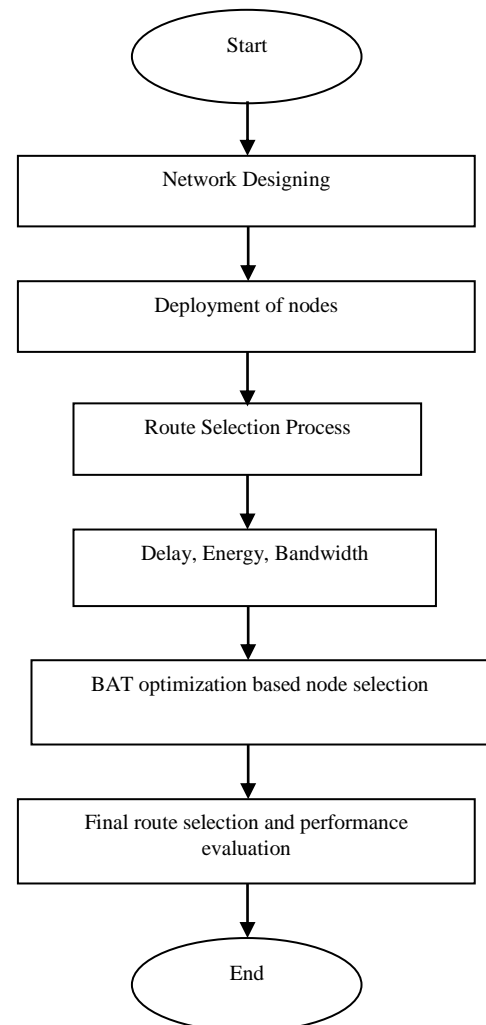 Start
Network Designing
Deployment of nodes
Route Selection Process
Delay, Energy, Bandwidth
BAT optimization based node selection
Final route selection and performance
evaluation
End